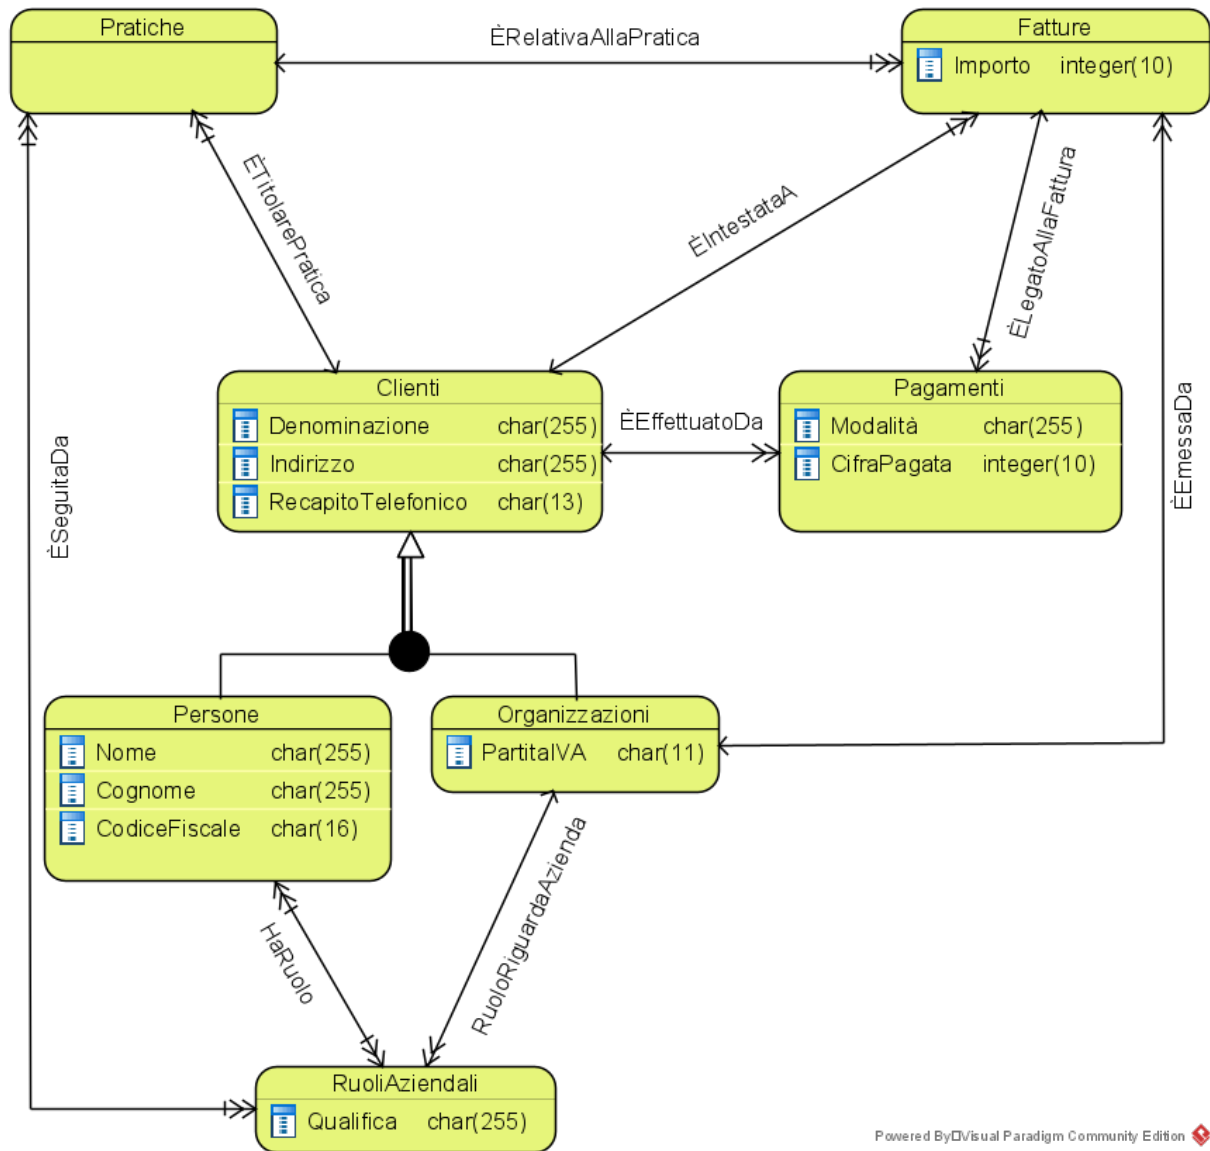 Pratiche
ÈRelativaAllaPratica
Fatture
Importo integer(10)
ÈTitolarePratica
ÈIntestataA
ÈLegatoAllaFattura
Clienti
Denominazione char(255)
Indirizzo char(255)
RecapitoTelefonico char(13)
ÈEffettuatoDa
Pagamenti
Modalità char(255)
CifraPagata integer(10)
ÈSeguitaDa
ÈEmessaDa
Persone
Nome char(255)
Cognome char(255)
CodiceFiscale char(16)
Organizzazioni
PartitaIVA char(11)
HaRuolo
RuoloRiguardaAzienda
RuoliAziendali
Qualifica char(255)
Powered By□Visual Paradigm Community Edition